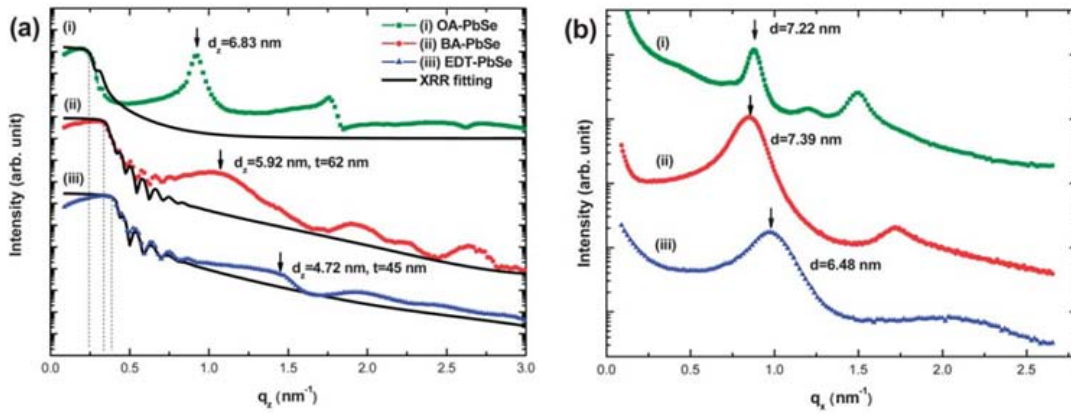 (a)
(i)
d_z=6.83 nm
(i) OA-PbSe
(ii) BA-PbSe
(iii) EDT-PbSe
XRR fitting
(ii)
d_z=5.92 nm, t=62 nm
(iii)
d_z=4.72 nm, t=45 nm
Intensity (arb. unit)
0.0 0.5 1.0 1.5 2.0 2.5 3.0
q_z (nm⁻¹)
(b)
d=7.22 nm
(i)
d=7.39 nm
(ii)
(iii)
d=6.48 nm
Intensity (arb. unit)
0.0 0.5 1.0 1.5 2.0 2.5
q_x (nm⁻¹)